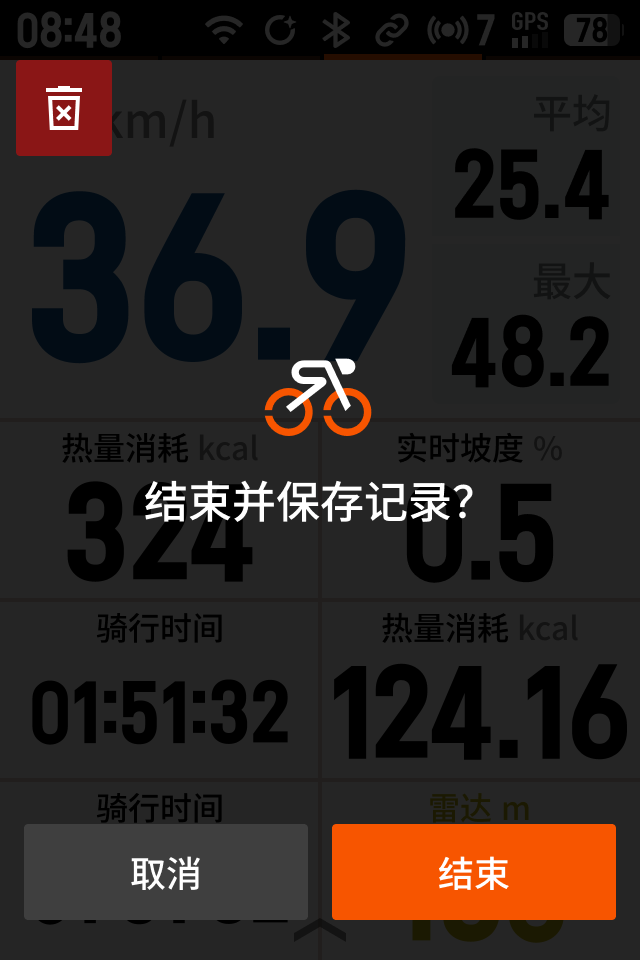 08:48 7 GPS 78
km/h
平均
25.4
36.9
最大
48.2
热量消耗 kcal
实时坡度 %
324
0.5
结束并保存记录?
骑行时间
热量消耗 kcal
01:51:32
124.16
骑行时间
雷达 m
取消
结束